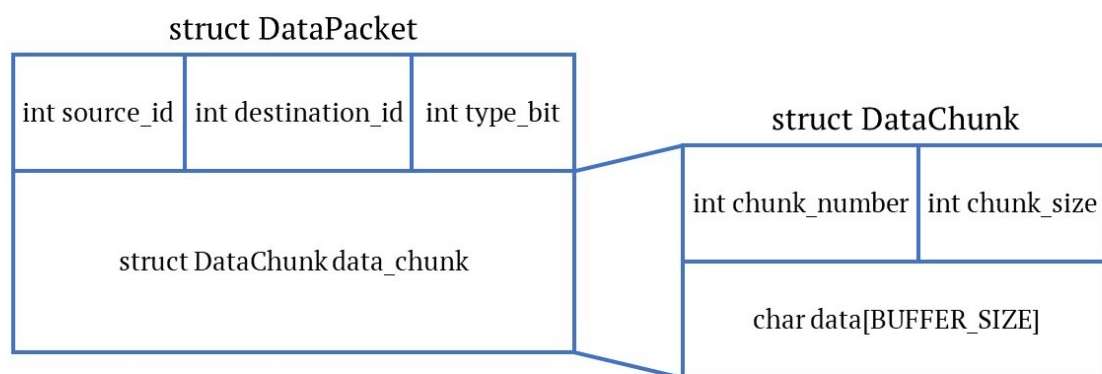 struct DataPacket
int source_id
int destination_id
int type_bit
struct DataChunk data_chunk
struct DataChunk
int chunk_number
int chunk_size
char data[BUFFER_SIZE]